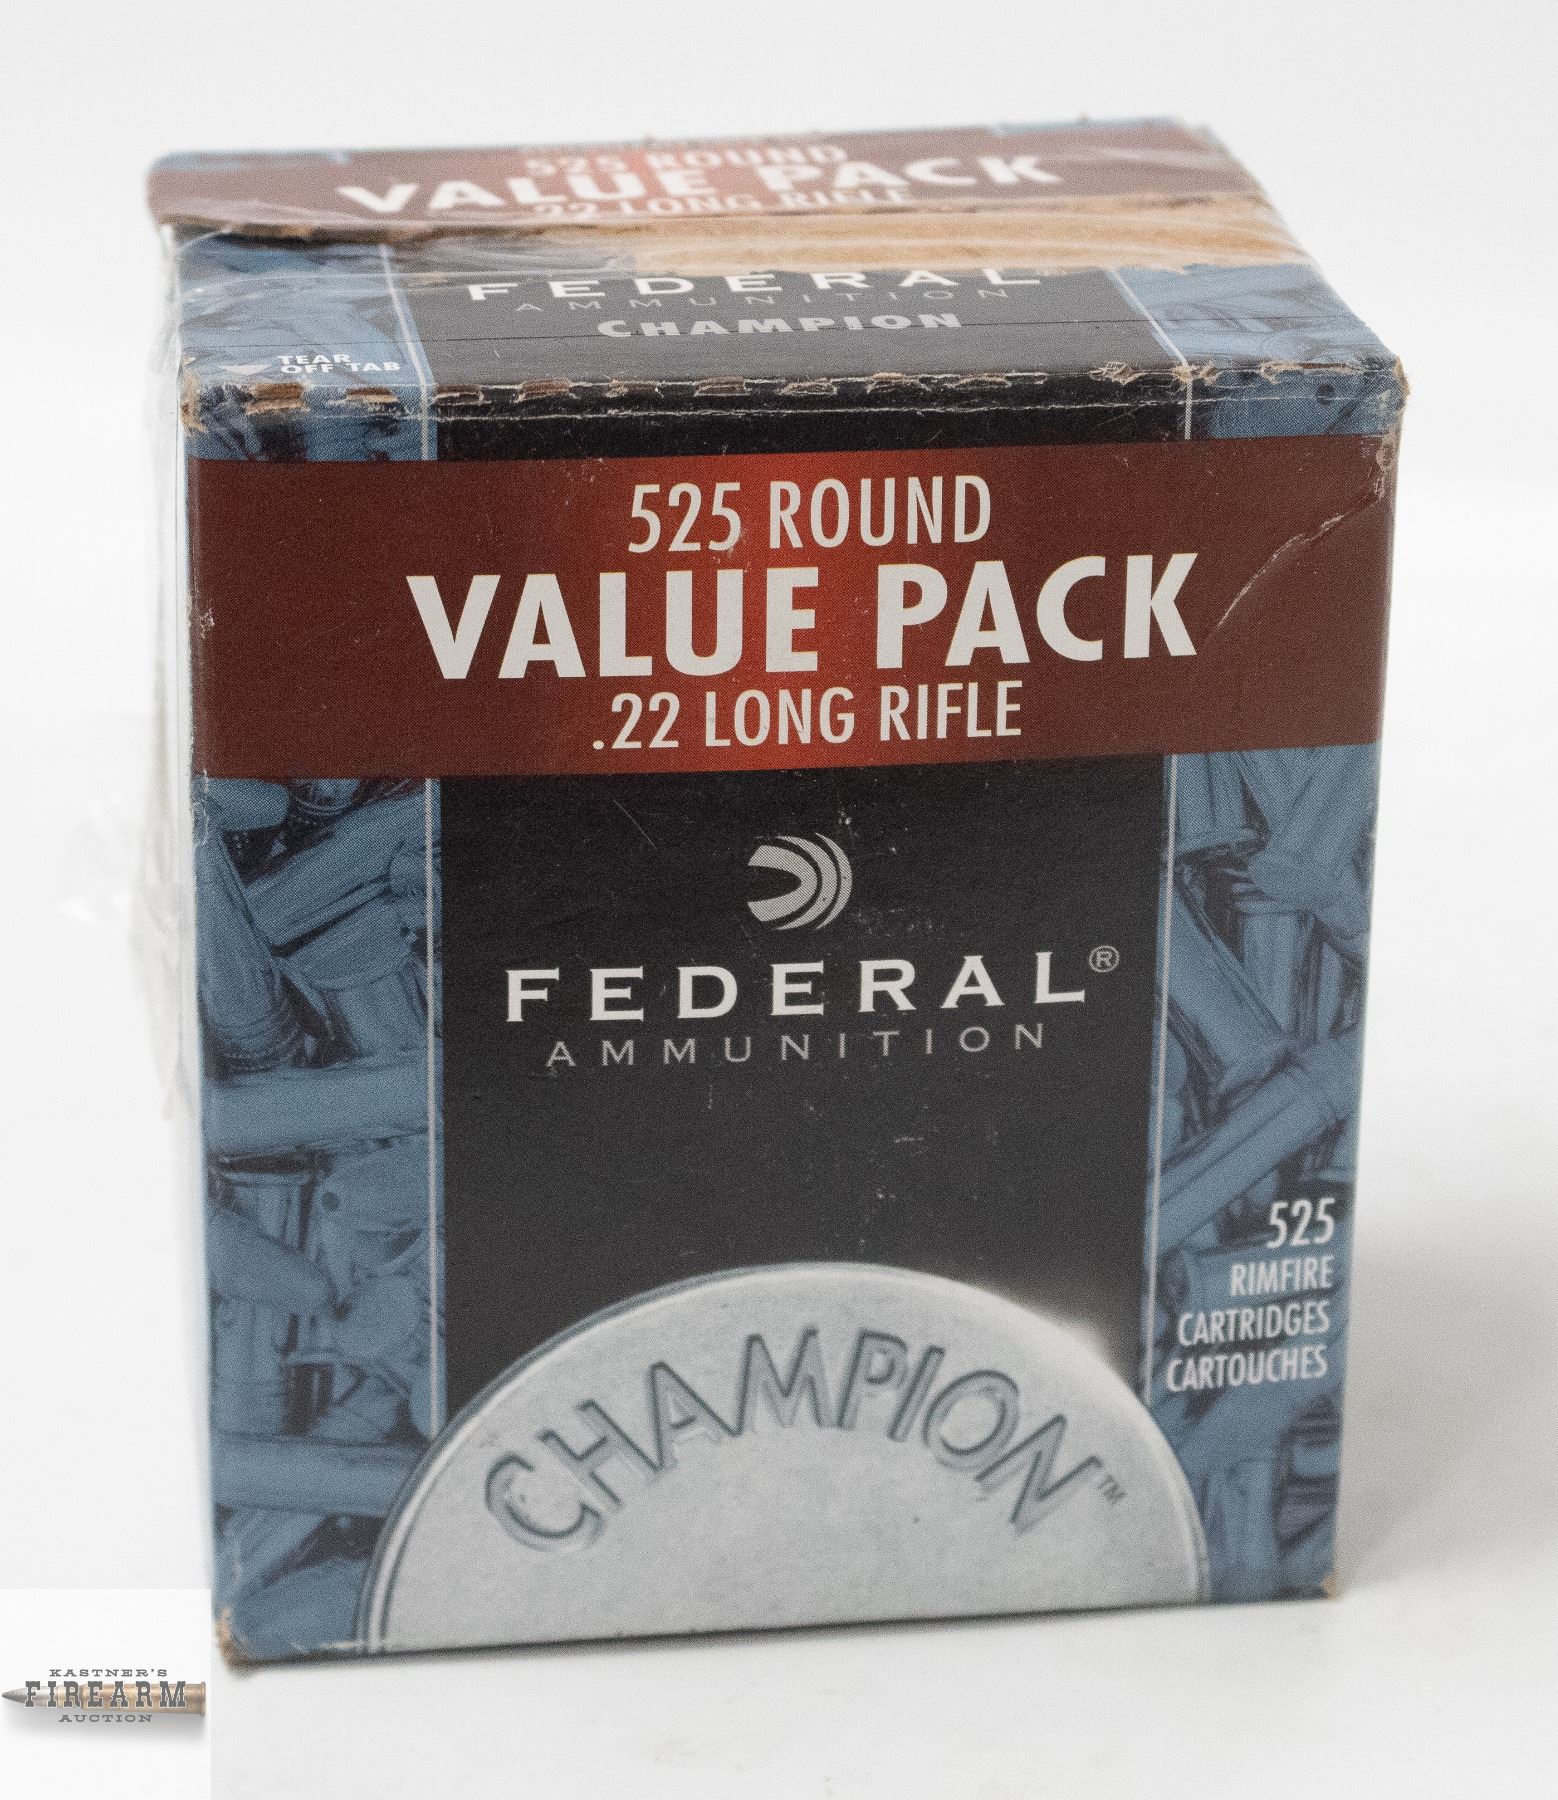 525 ROUND
VALUE PACK
.22 LONG RIFLE
FEDERAL®
AMMUNITION
CHAMPION
TEAR
OFF TAB
525 ROUND
VALUE PACK
.22 LONG RIFLE
FEDERAL®
AMMUNITION
525
RIMFIRE
CARTRIDGES
CARTOUCHES
CHAMPION™
KASTNER'S
FIREARM
AUCTION